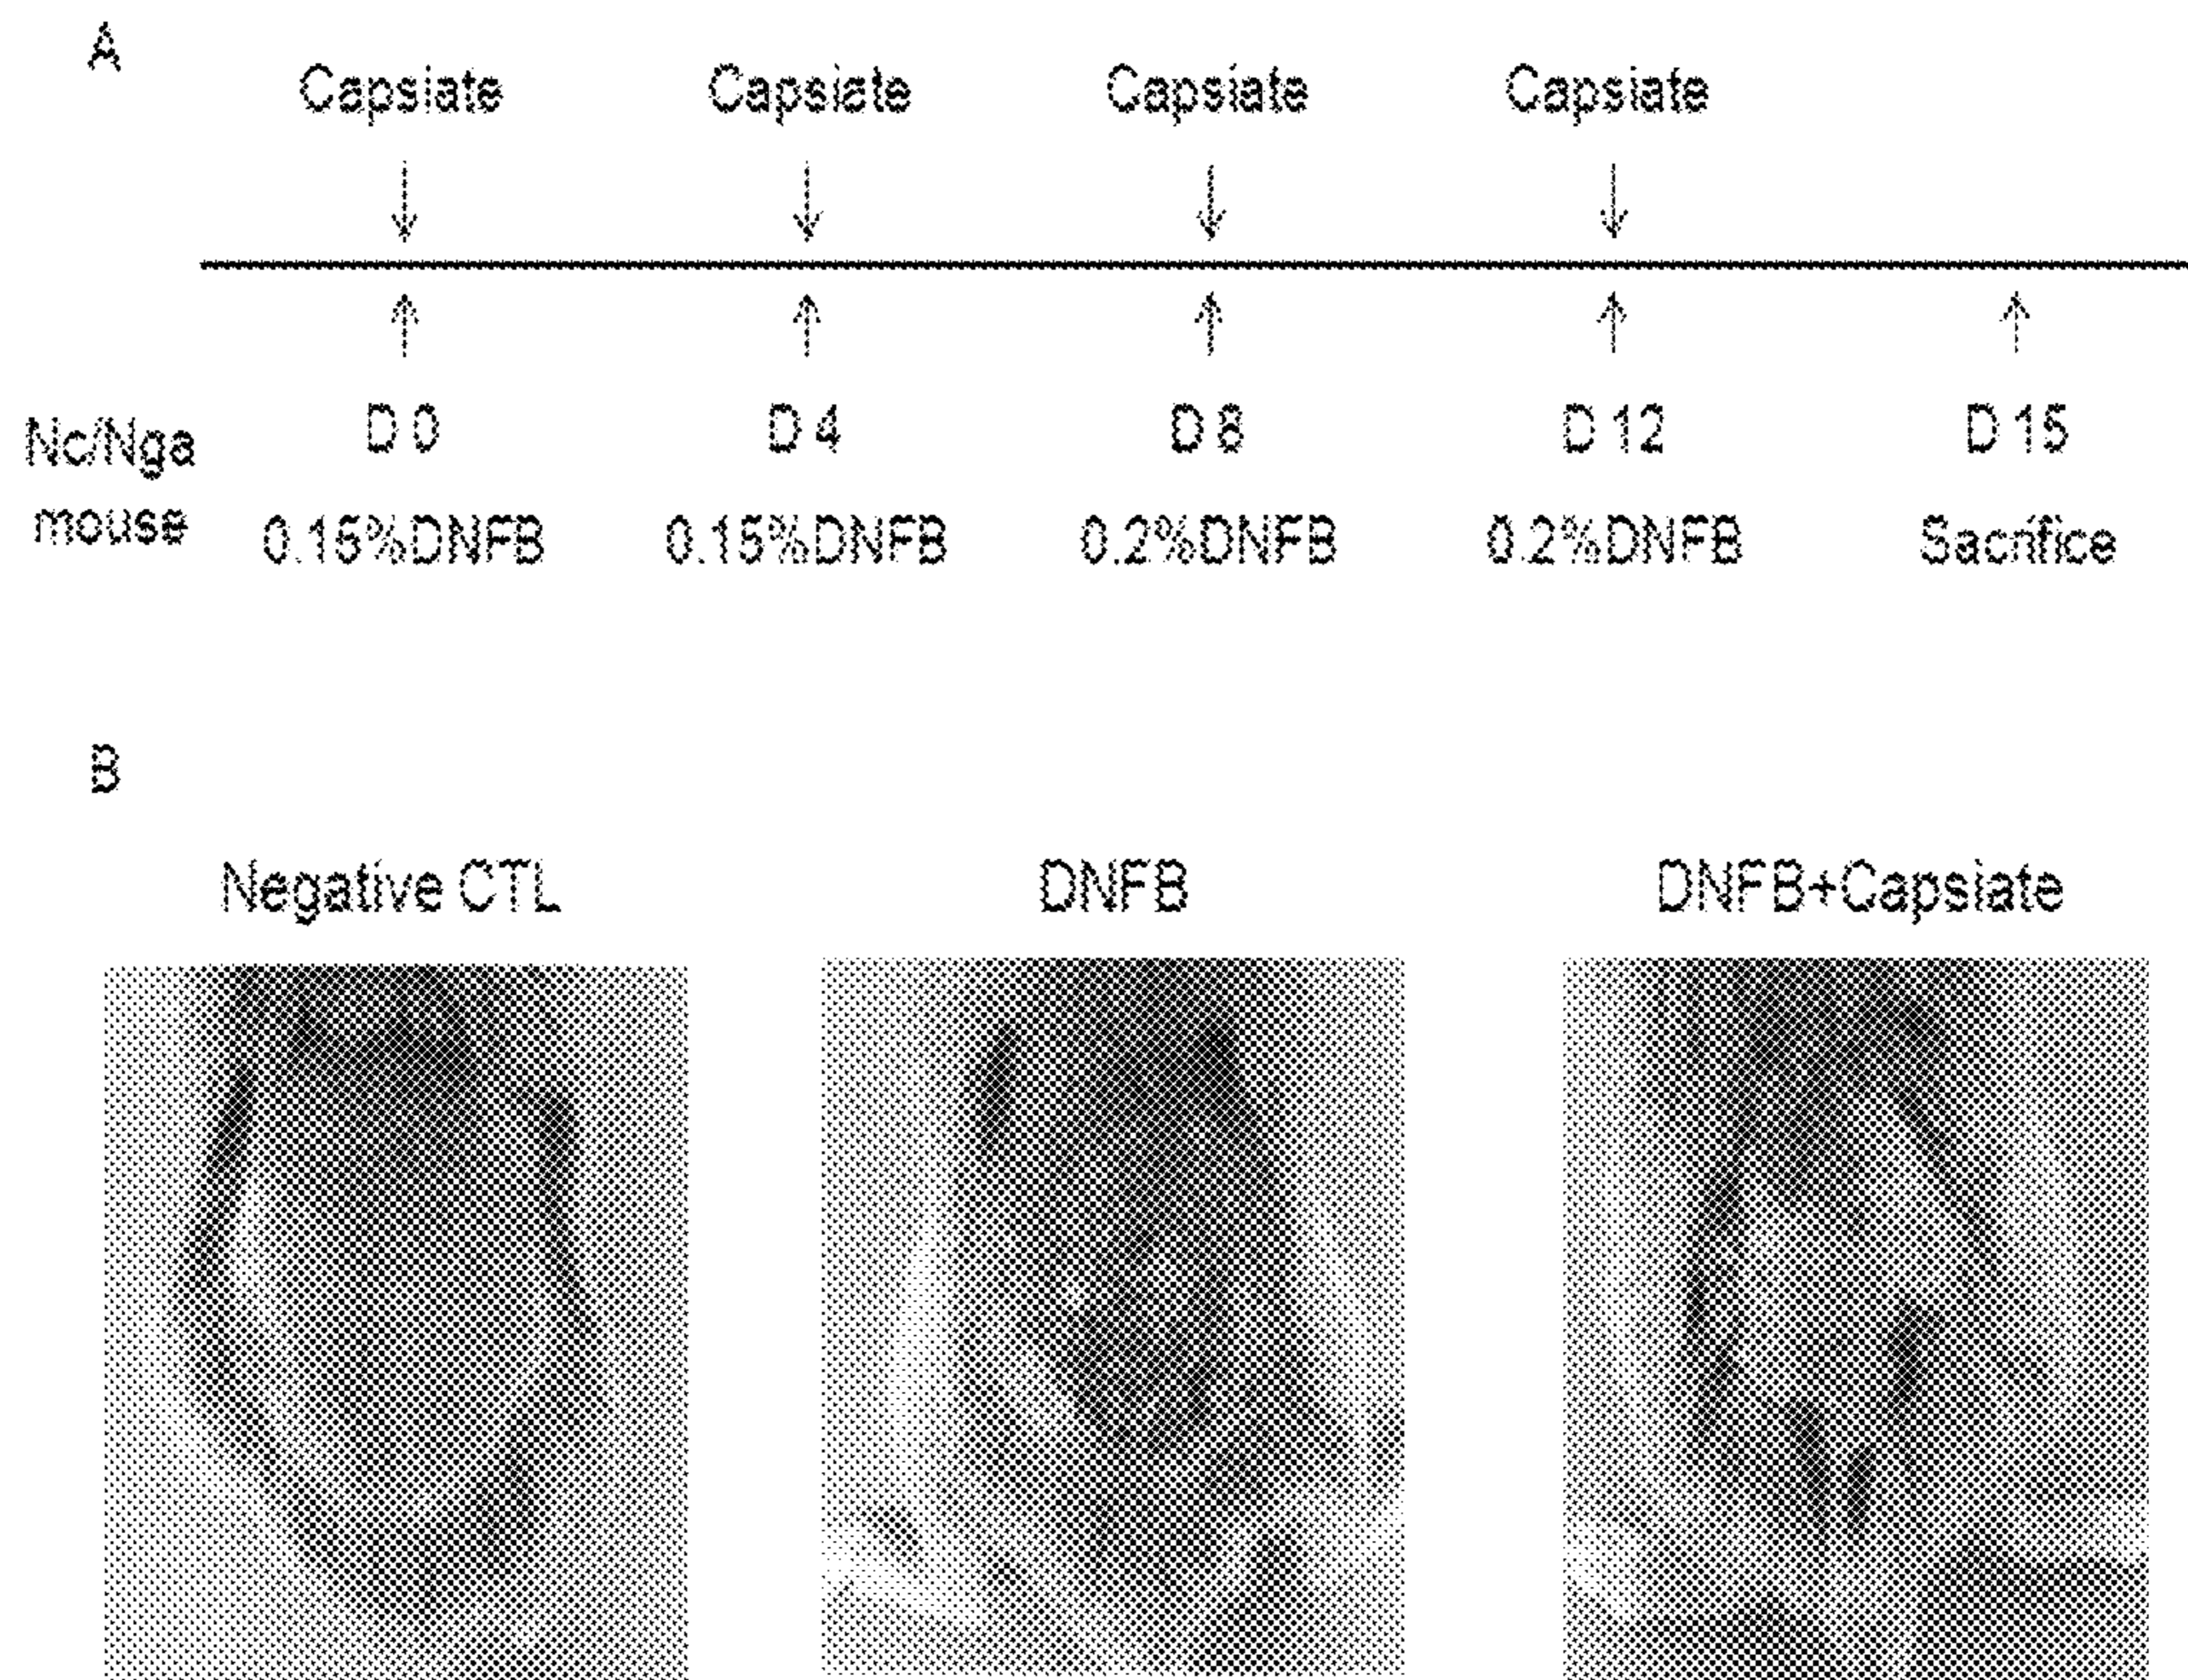 A
Capsiate Capsiate Capsiate Capsiate
Nc/Nga mouse
D 0 D 4 D 8 D 12 D 15
0.15%DNFB 0.15%DNFB 0.2%DNFB 0.2%DNFB Sacrifice
B
Negative CTL DNFB DNFB+Capsiate